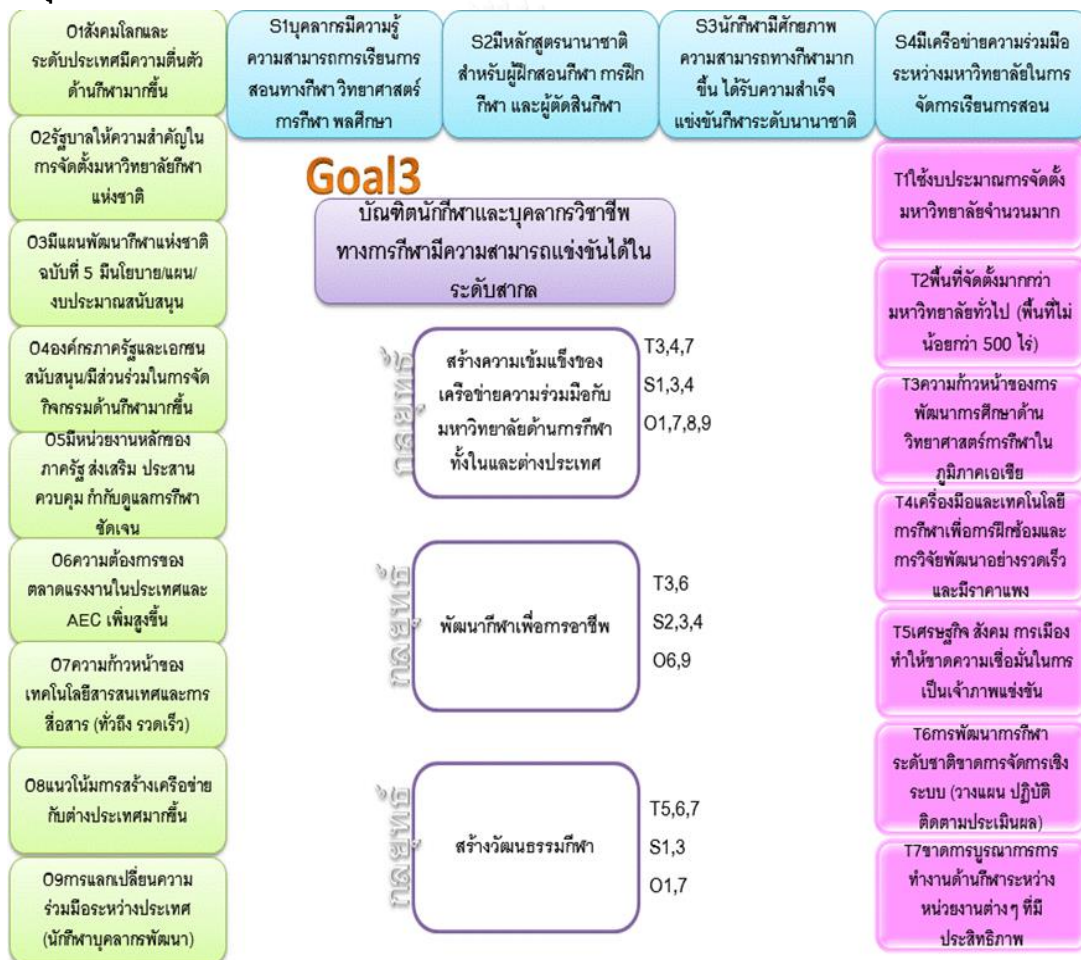 O1สังคมโลกและ
ระดับประเทศมีความตื่นตัว
ด้านกีฬามากขึ้น
O2รัฐบาลให้ความสำคัญใน
การจัดตั้งมหาวิทยาลัยกีฬา
แห่งชาติ
O3มีแผนพัฒนากีฬาแห่งชาติ
ฉบับที่ 5 มีนโยบาย/แผน/
งบประมาณสนับสนุน
O4องค์กรภาครัฐและเอกชน
สนับสนุน/มีส่วนร่วมในการจัด
กิจกรรมด้านกีฬามากขึ้น
O5มีหน่วยงานหลักของ
ภาครัฐ ส่งเสริม ประสาน
ควบคุม กำกับดูแลการกีฬา
ชัดเจน
O6ความต้องการของ
ตลาดแรงงานในประเทศและ
AEC เพิ่มสูงขึ้น
O7ความก้าวหน้าของ
เทคโนโลยีสารสนเทศและการ
สื่อสาร (ทั่วถึง รวดเร็ว)
O8แนวโน้มการสร้างเครือข่าย
กับต่างประเทศมากขึ้น
O9การแลกเปลี่ยนความ
ร่วมมือระหว่างประเทศ
(นักกีฬาบุคลากรพัฒนา)
S1บุคลากรมีความรู้
ความสามารถการเรียนการ
สอนทางกีฬา วิทยาศาสตร์
การกีฬา พลศึกษา
S2มีหลักสูตรนานาชาติ
สำหรับผู้ฝึกสอนกีฬา การฝึก
กีฬา และผู้ตัดสินกีฬา
S3นักกีฬามีศักยภาพ
ความสามารถทางกีฬามาก
ขึ้น ได้รับความสำเร็จ
แข่งขันกีฬาระดับนานาชาติ
S4มีเครือข่ายความร่วมมือ
ระหว่างมหาวิทยาลัยในการ
จัดการเรียนการสอน
Goal3
บัณฑิตนักกีฬาและบุคลากรวิชาชีพ
ทางการกีฬามีความสามารถแข่งขันได้ใน
ระดับสากล
กลยุทธ์
สร้างความเข้มแข็งของ
เครือข่ายความร่วมมือกับ
มหาวิทยาลัยด้านการกีฬา
ทั้งในและต่างประเทศ
T3,4,7
S1,3,4
O1,7,8,9
กลยุทธ์
พัฒนากีฬาเพื่อการอาชีพ
T3,6
S2,3,4
O6,9
กลยุทธ์
สร้างวัฒนธรรมกีฬา
T5,6,7
S1,3
O1,7
T1ใช้งบประมาณการจัดตั้ง
มหาวิทยาลัยจำนวนมาก
T2พื้นที่จัดตั้งมากกว่า
มหาวิทยาลัยทั่วไป (พื้นที่ไม่
น้อยกว่า 500 ไร่)
T3ความก้าวหน้าของการ
พัฒนาการศึกษาด้าน
วิทยาศาสตร์การกีฬาใน
ภูมิภาคเอเชีย
T4เครื่องมือและเทคโนโลยี
การกีฬาเพื่อการฝึกซ้อมและ
การวิจัยพัฒนาอย่างรวดเร็ว
และมีราคาแพง
T5เศรษฐกิจ สังคม การเมือง
ทำให้ขาดความเชื่อมั่นในการ
เป็นเจ้าภาพแข่งขัน
T6การพัฒนาการกีฬา
ระดับชาติขาดการจัดการเชิง
ระบบ (วางแผน ปฏิบัติ
ติดตามประเมินผล)
T7ขาดการบูรณาการการ
ทำงานด้านกีฬาระหว่าง
หน่วยงานต่างๆ ที่มี
ประสิทธิภาพ